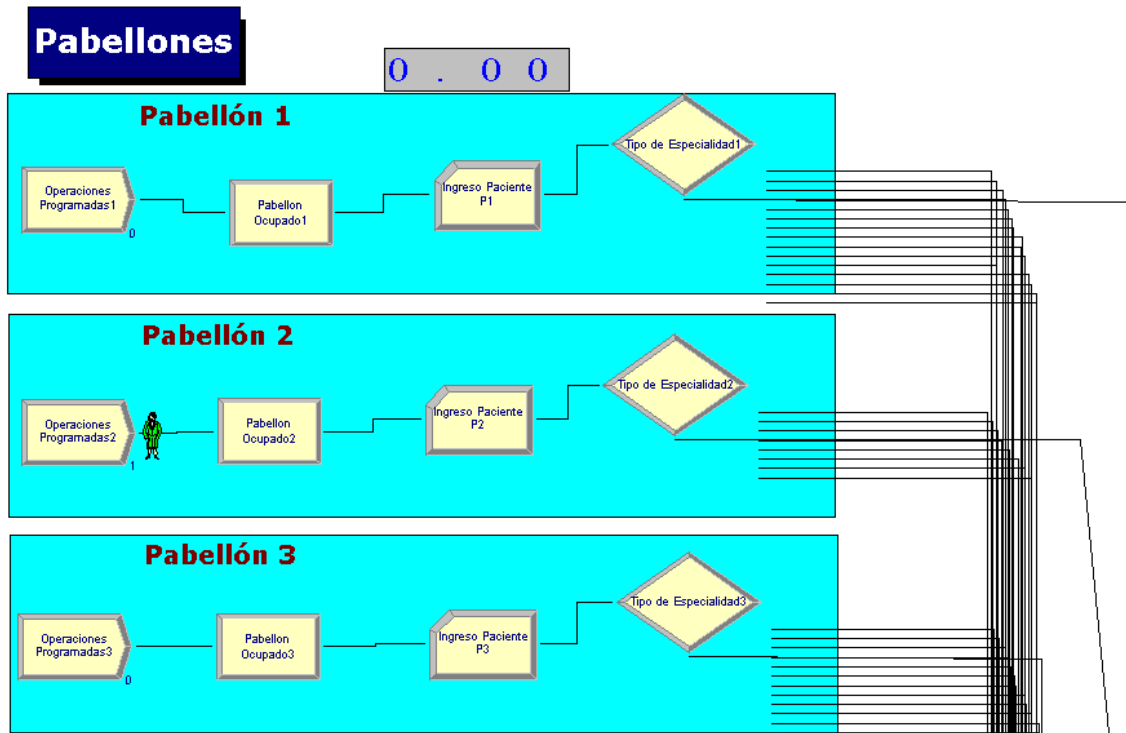 Pabellones
0.00
Pabellón 1
Operaciones
Programadas1
0
Pabellon
Ocupado1
Ingreso Paciente
P1
Tipo de Especialidad1
Pabellón 2
Operaciones
Programadas2
1
Pabellon
Ocupado2
Ingreso Paciente
P2
Tipo de Especialidad2
Pabellón 3
Operaciones
Programadas3
0
Pabellon
Ocupado3
Ingreso Paciente
P3
Tipo de Especialidad3